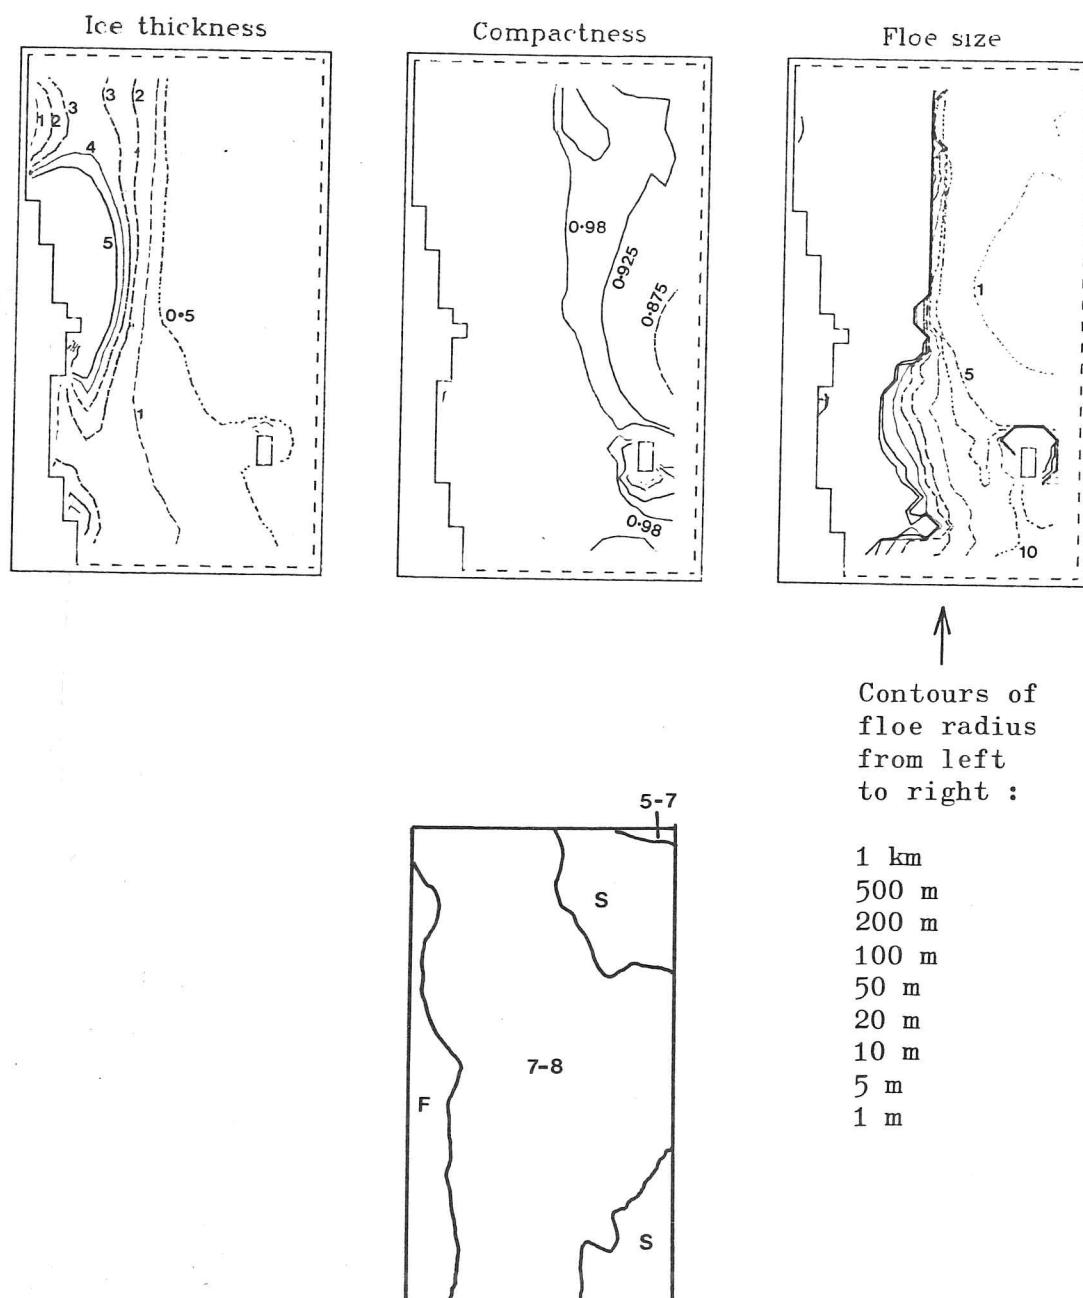 Ice thickness
Compactness
Floe size
1 2 3
3 2
4
5
0·5
1
0·98
0·925
0·875
0·98
1
5
10
Contours of
floe radius
from left
to right :
1 km
500 m
200 m
100 m
50 m
20 m
10 m
5 m
1 m
5-7
S
7-8
F
S